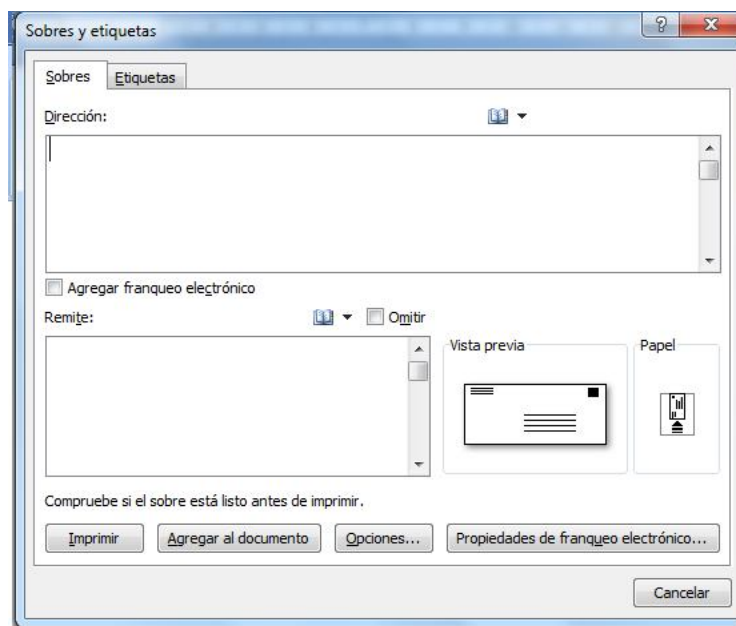 Sobres y etiquetas
Sobres Etiquetas
Dirección:
Agregar franqueo electrónico
Remite: Omitir
Vista previa Papel
Compruebe si el sobre está listo antes de imprimir.
Imprimir Agregar al documento Opciones... Propiedades de franqueo electrónico...
Cancelar